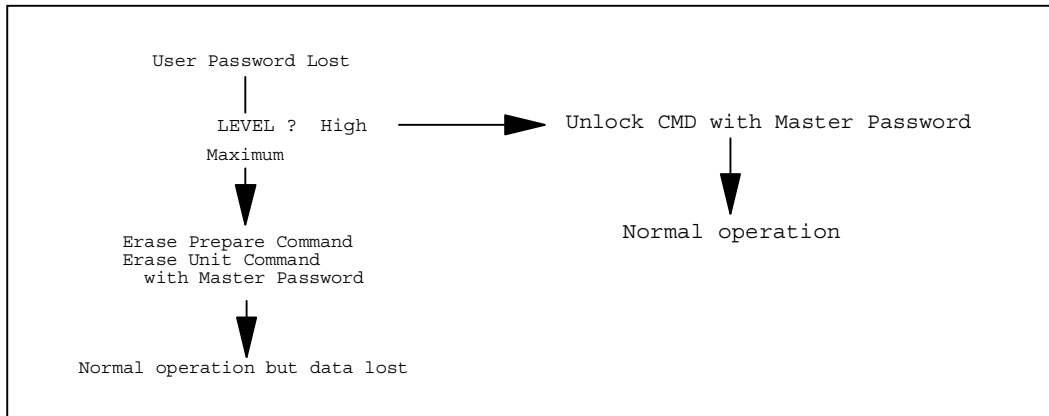 User Password Lost
LEVEL ? High
Maximum
Erase Prepare Command
Erase Unit Command
with Master Password
Normal operation but data lost
Unlock CMD with Master Password
Normal operation